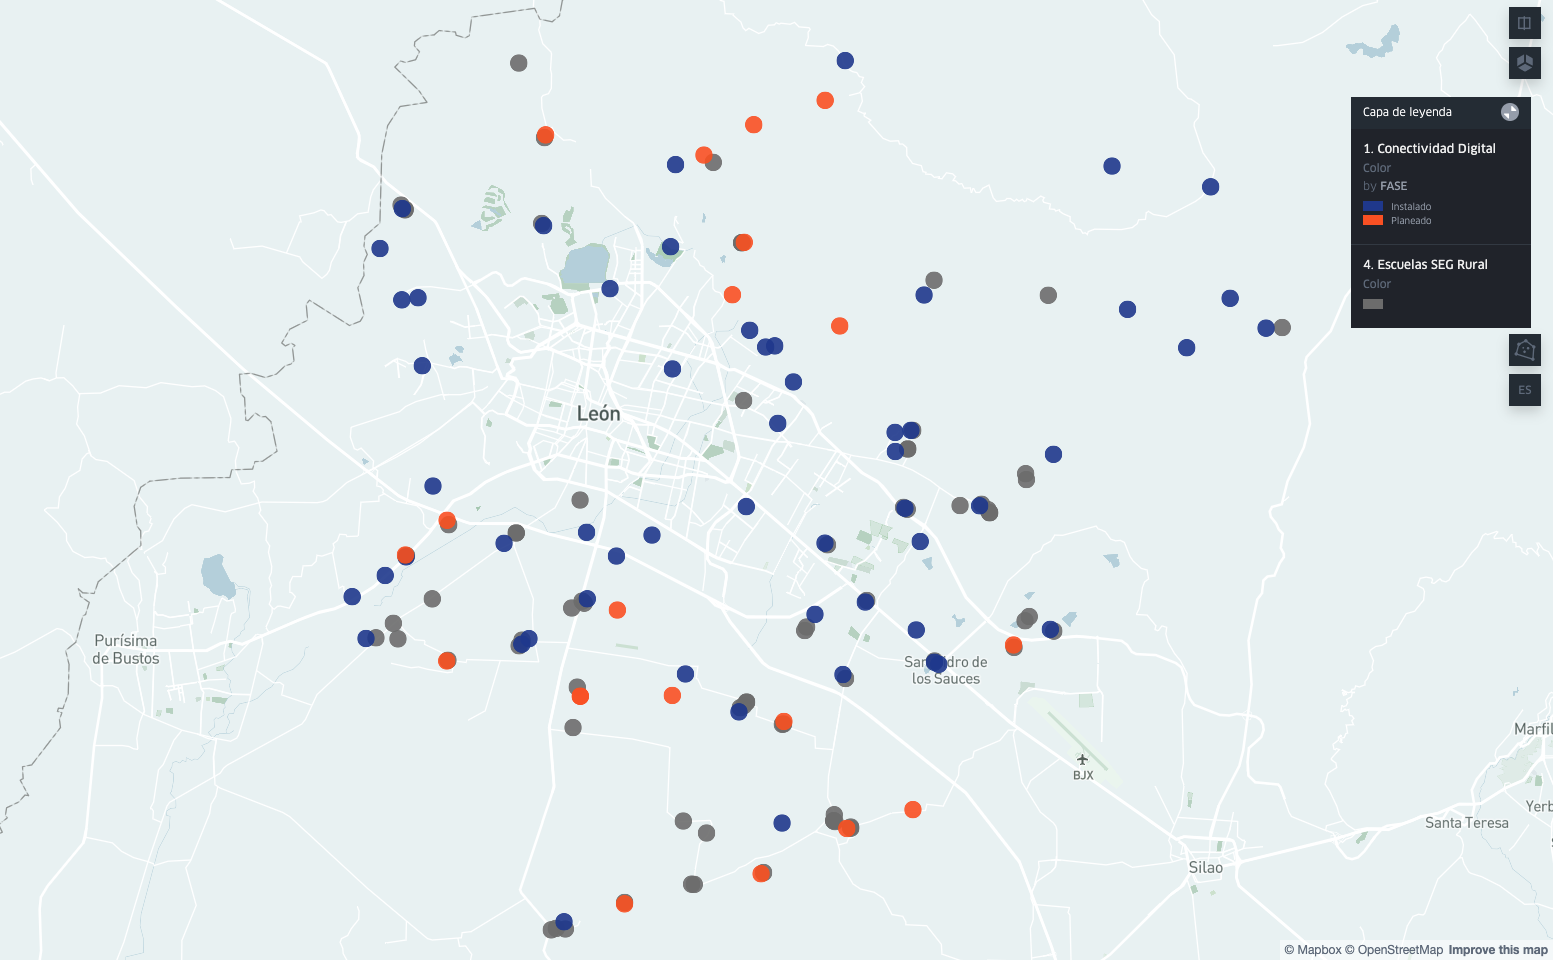 Capa de leyenda
1. Conectividad Digital
Color
by FASE
Instalado
Planeado
4. Escuelas SEG Rural
Color
ES
León
Purísima
de Bustos
los Sauces
BJX
Marfil
Santa Teresa
Silao
© Mapbox © OpenStreetMap Improve this map